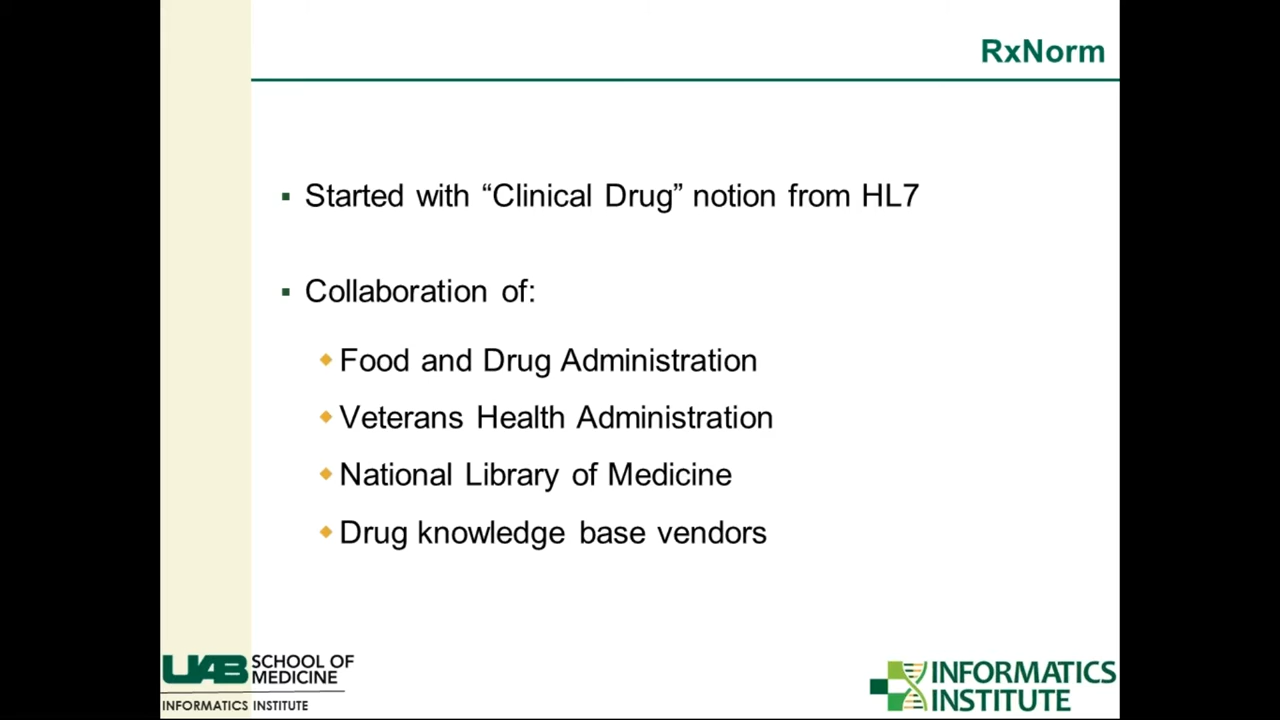 RxNorm
▪ Started with “Clinical Drug” notion from HL7
▪ Collaboration of:
◆ Food and Drug Administration
◆ Veterans Health Administration
◆ National Library of Medicine
◆ Drug knowledge base vendors
UAB SCHOOL OF
MEDICINE
INFORMATICS INSTITUTE
INFORMATICS
INSTITUTE